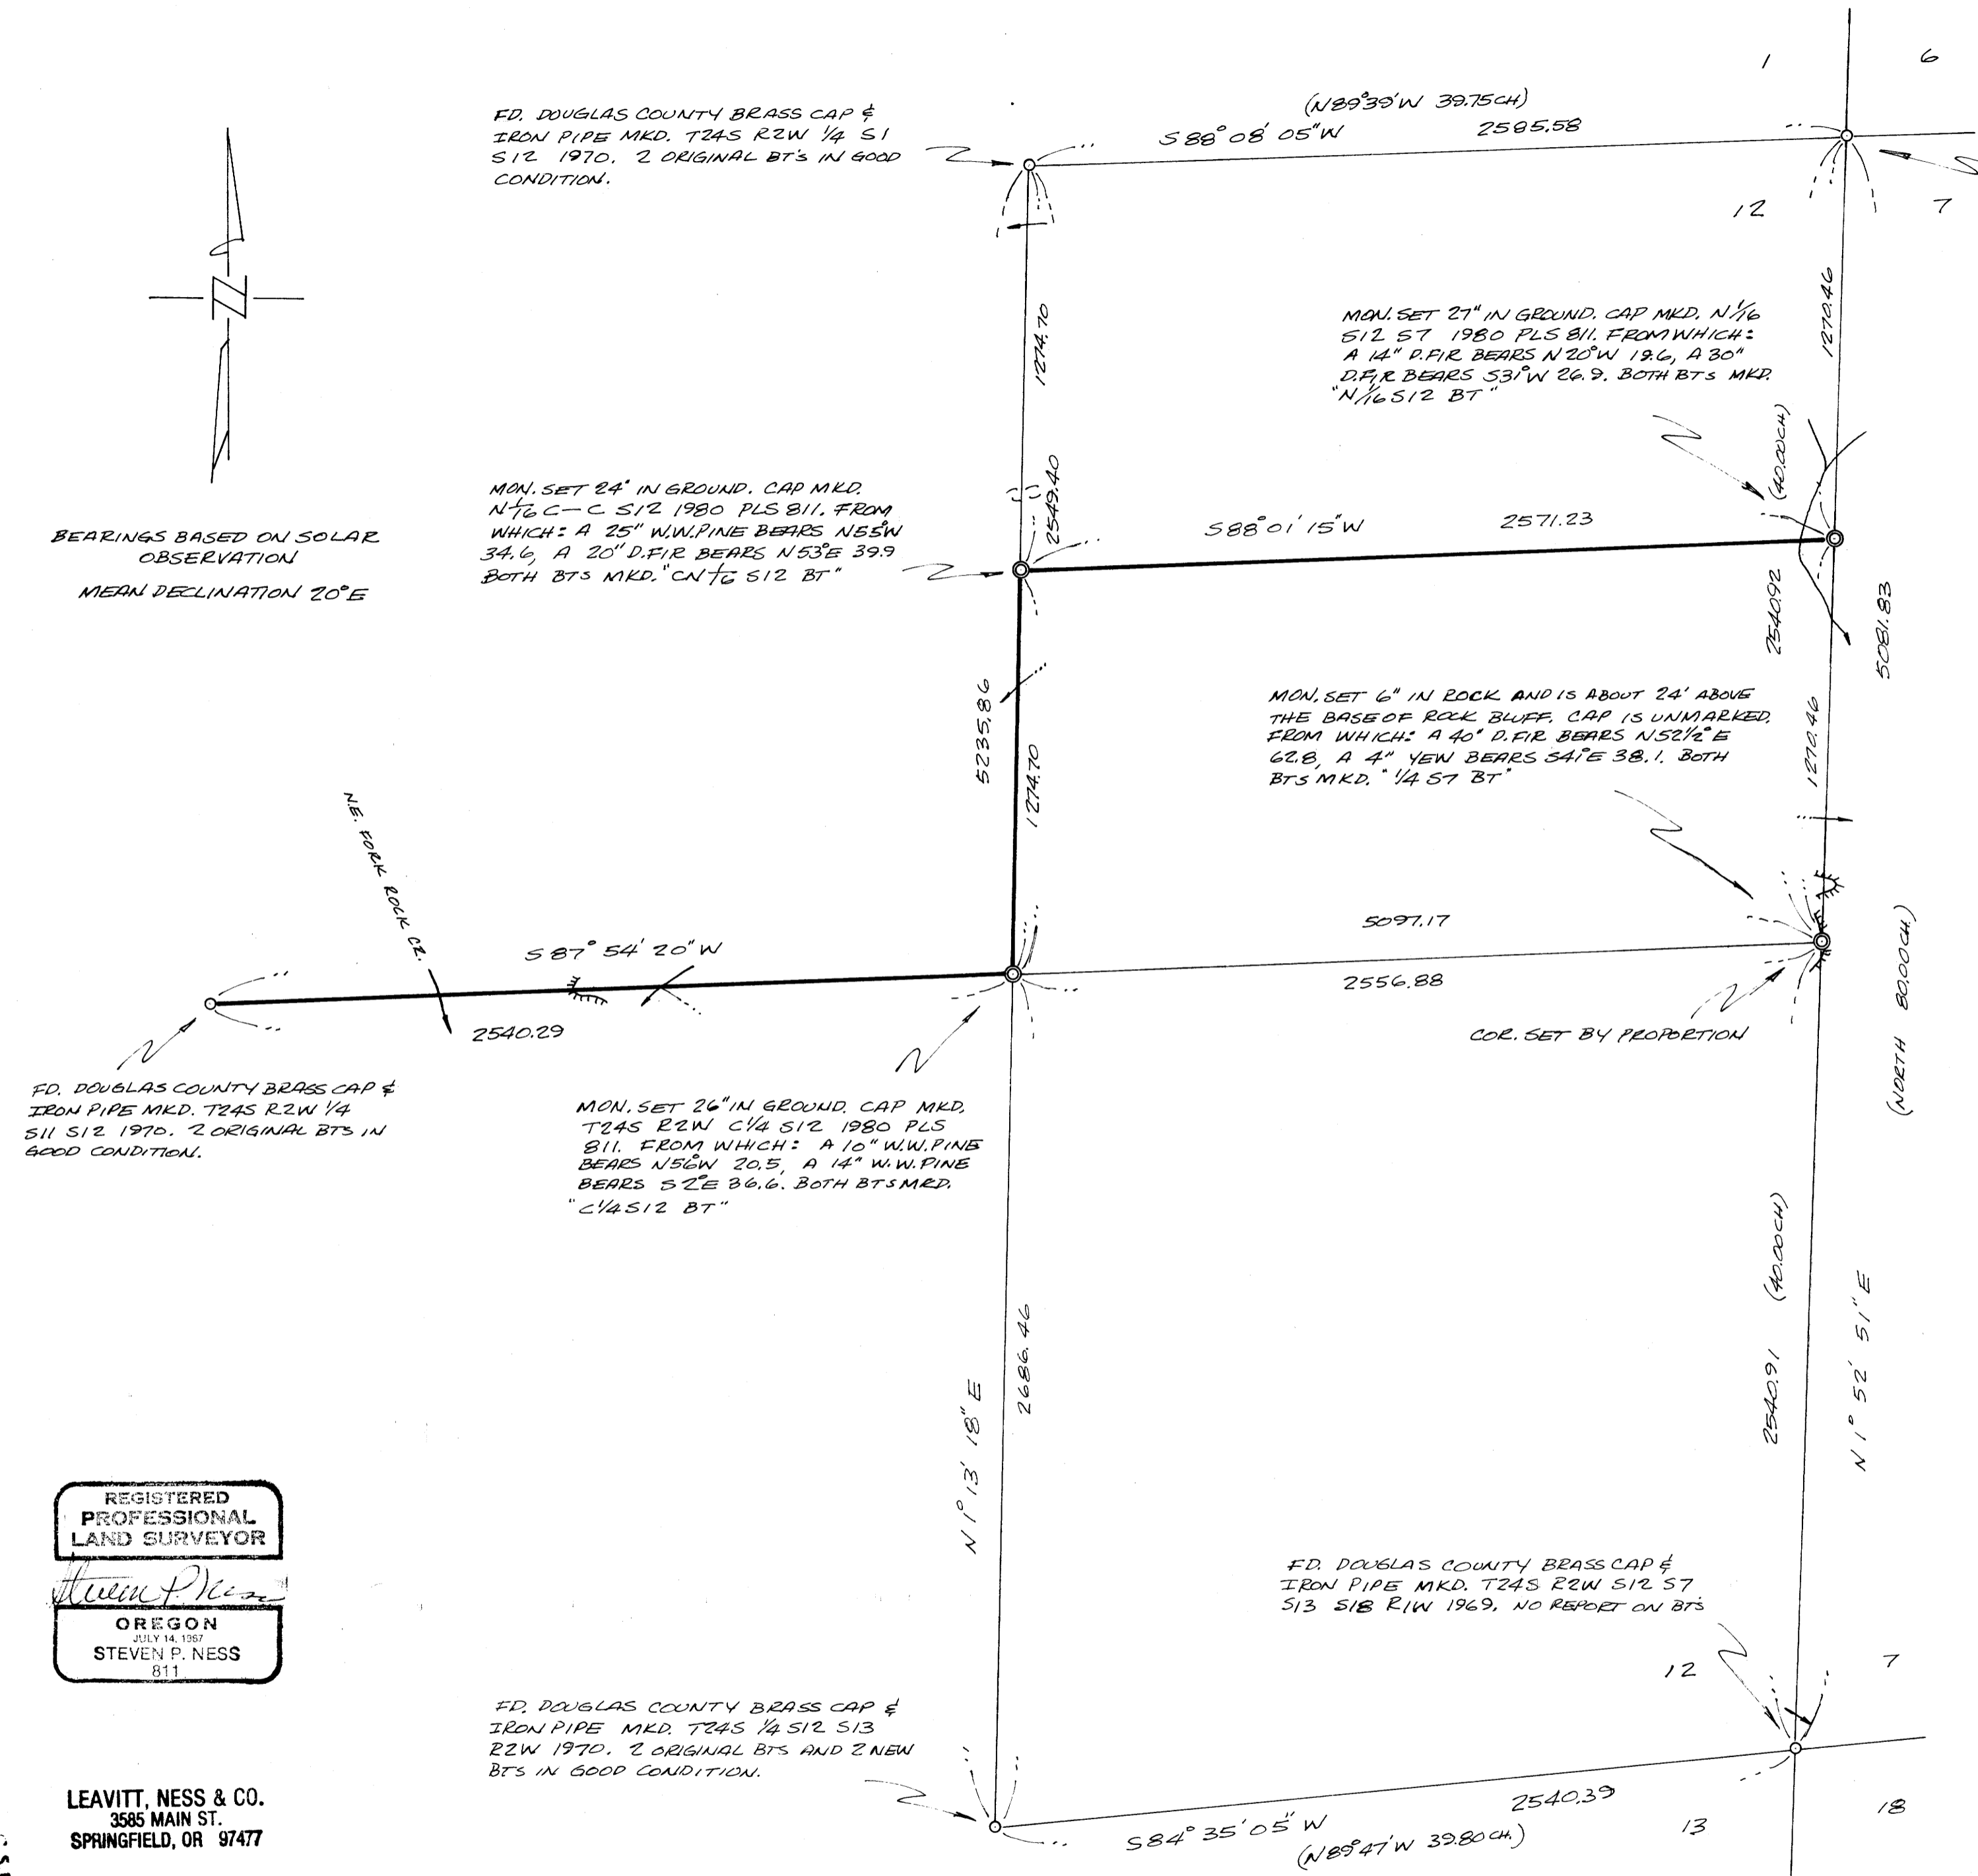 1
6
(N89°39'W 39.75CH)
S 88° 08' 05" W 2585.58
12
7
FD. DOUGLAS COUNTY BRASS CAP &
IRON PIPE MKD. T24S R2W 1/4 S1
S12 1970. 2 ORIGINAL BT'S IN GOOD
CONDITION.
N
1274.70
1270.46
MON. SET 27" IN GROUND. CAP MKD. N1/16
S12 S7 1980 PLS 811. FROM WHICH:
A 14" D.FIR BEARS N20°W 19.6, A 30"
D.FIR BEARS S31°W 26.9. BOTH BTS MKD.
"N1/16 S12 BT"
(40.00CH)
MON. SET 24" IN GROUND. CAP MKD.
N1/16 C-C S12 1980 PLS 811. FROM
WHICH: A 25" W.W.PINE BEARS N55°W
34.6, A 20" D.FIR BEARS N53°E 39.9
BOTH BTS MKD. "CN1/16 S12 BT"
2549.40
S88° 01' 15" W 2571.23
BEARINGS BASED ON SOLAR
OBSERVATION
MEAN DECLINATION 20°E
2540.92
5081.83
5235.86
1274.70
MON. SET 6" IN ROCK AND IS ABOUT 24' ABOVE
THE BASE OF ROCK BLUFF. CAP IS UNMARKED.
FROM WHICH: A 40" D.FIR BEARS N52½°E
62.8, A 4" YEW BEARS S41°E 38.1. BOTH
BTS MKD. "1/4 S7 BT"
1270.46
N.E. FORK ROCK CR.
S 87° 54' 20" W
2540.29
5097.17
2556.88
COR. SET BY PROPORTION
(NORTH 80.00CH.)
FD. DOUGLAS COUNTY BRASS CAP &
IRON PIPE MKD. T24S R2W 1/4
S11 S12 1970. 2 ORIGINAL BTS IN
GOOD CONDITION.
MON. SET 26" IN GROUND. CAP MKD.
T24S R2W C1/4 S12 1980 PLS
811. FROM WHICH: A 10" W.W.PINE
BEARS N56°W 20.5, A 14" W.W.PINE
BEARS S2°E 36.6. BOTH BTS MKD.
"C1/4 S12 BT"
N 1° 13' 18" E
2686.46
2540.91 (40.00CH)
N 1° 52' 51" E
REGISTERED
PROFESSIONAL
LAND SURVEYOR
Steven P. Ness
OREGON
JULY 14, 1967
STEVEN P. NESS
811
FD. DOUGLAS COUNTY BRASS CAP &
IRON PIPE MKD. T24S R2W S12 S7
S13 S18 R1W 1969. NO REPORT ON BTS
12
7
FD. DOUGLAS COUNTY BRASS CAP &
IRON PIPE MKD. T24S 1/4 S12 S13
R2W 1970. 2 ORIGINAL BTS AND 2 NEW
BTS IN GOOD CONDITION.
S84° 35' 05" W 2540.39
(N89°47'W 39.80CH.)
13
18
LEAVITT, NESS & CO.
3585 MAIN ST.
SPRINGFIELD, OR 97477